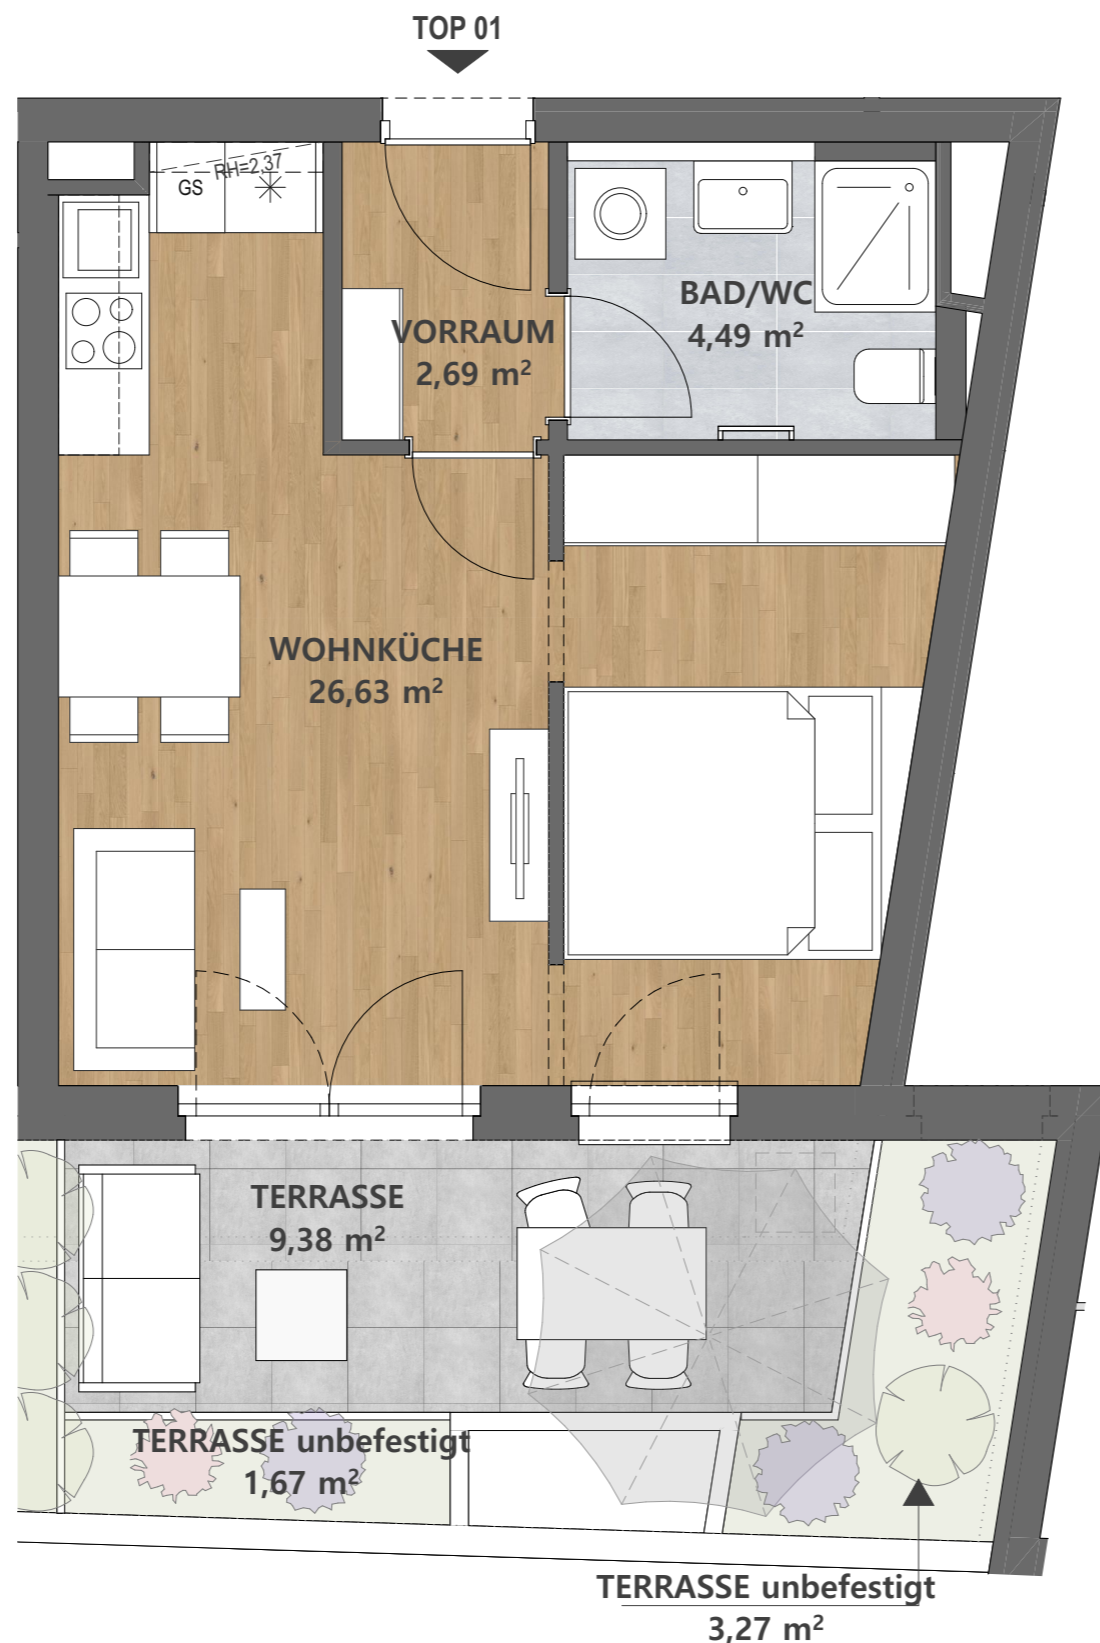 TOP 01
RH=2,37
GS
BAD/WC
4,49 m²
VORRAUM
2,69 m²
WOHNKÜCHE
26,63 m²
TERRASSE
9,38 m²
TERRASSE unbefestigt
1,67 m²
TERRASSE unbefestigt
3,27 m²